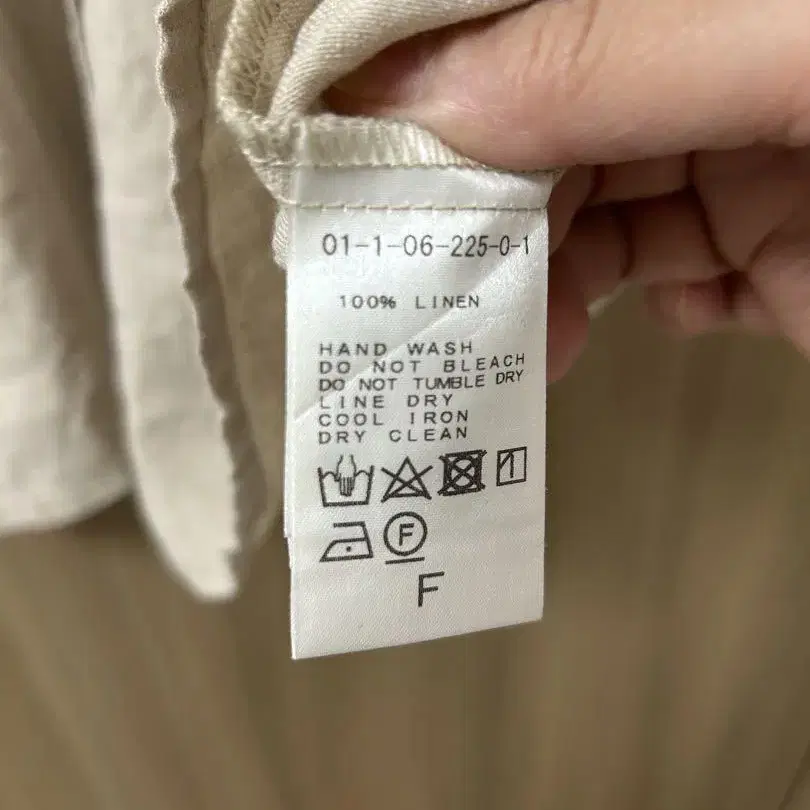 01-1-06-225-0-1
100% LINEN
HAND WASH
DO NOT BLEACH
DO NOT TUMBLE DRY
LINE DRY
COOL IRON
DRY CLEAN
F
F